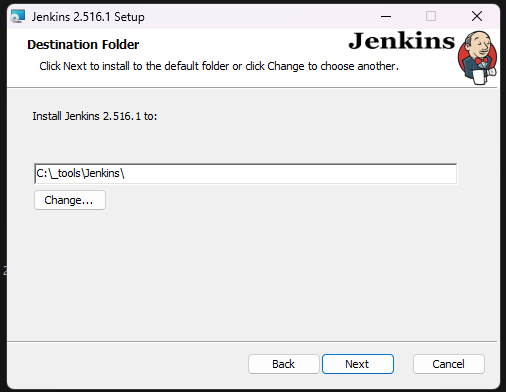 Jenkins 2.516.1 Setup
Destination Folder
Jenkins
Click Next to install to the default folder or click Change to choose another.
Install Jenkins 2.516.1 to:
C:\_tools\Jenkins\
Change...
2
Back
Next
Cancel